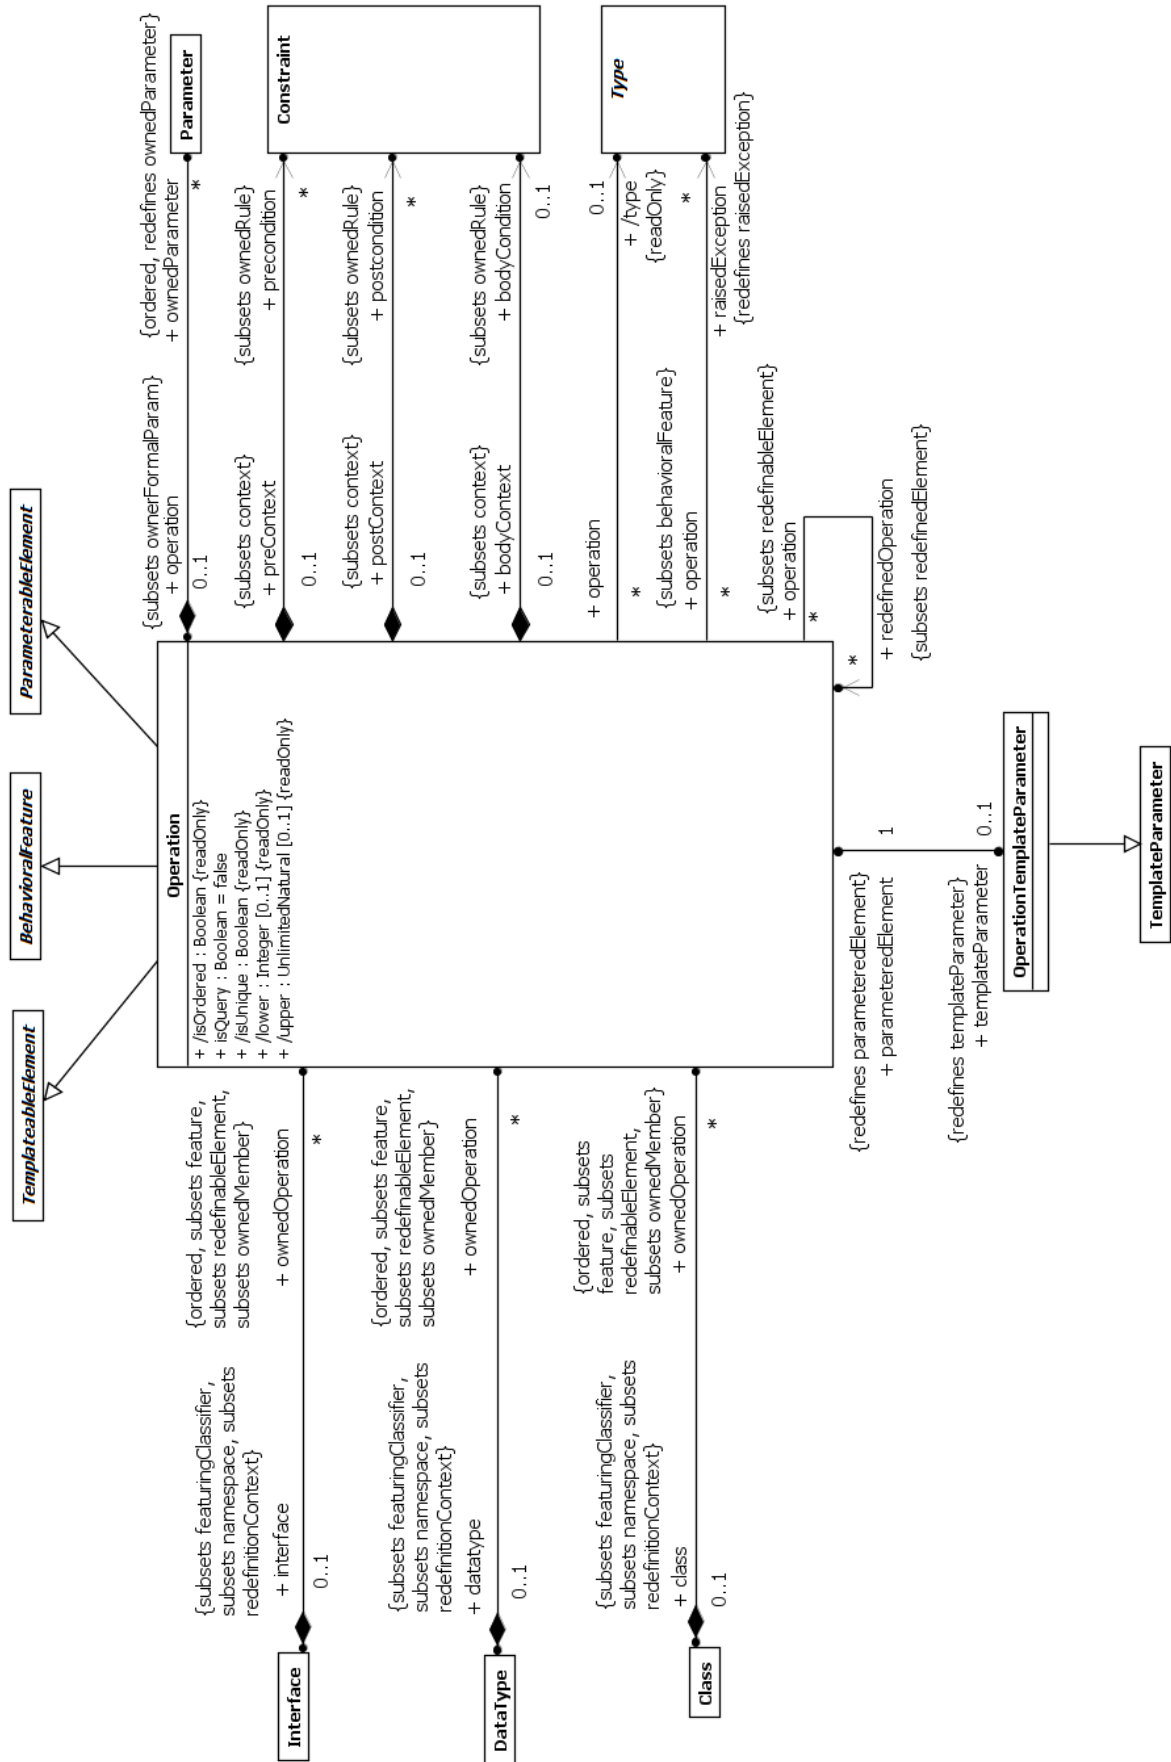 TemplateableElement
BehavioralFeature
ParameterableElement
Operation
+ /isOrdered : Boolean {readOnly}
+ isQuery : Boolean = false
+ /isUnique : Boolean {readOnly}
+ /lower : Integer [0..1] {readOnly}
+ /upper : UnlimitedNatural [0..1] {readOnly}
Interface
{subsets featuringClassifier,
subsets namespace, subsets
redefinitionContext}
+ interface
0..1
{ordered, subsets feature,
subsets redefinableElement,
subsets ownedMember}
+ ownedOperation
*
DataType
{subsets featuringClassifier,
subsets namespace, subsets
redefinitionContext}
+ datatype
0..1
{ordered, subsets feature,
subsets redefinableElement,
subsets ownedMember}
+ ownedOperation
*
Class
{subsets featuringClassifier,
subsets namespace, subsets
redefinitionContext}
+ class
0..1
{ordered, subsets
feature, subsets
redefinableElement,
subsets ownedMember}
+ ownedOperation
*
{subsets ownerFormalParam}
+ operation
0..1
{ordered, redefines ownedParameter}
+ ownedParameter
*
Parameter
{subsets context}
+ preContext
0..1
{subsets ownedRule}
+ precondition
*
{subsets context}
+ postContext
0..1
{subsets ownedRule}
+ postcondition
*
{subsets context}
+ bodyContext
0..1
{subsets ownedRule}
+ bodyCondition
0..1
Constraint
+ operation
*
0..1
+ /type
{readOnly}
{subsets behavioralFeature}
+ operation
*
*
+ raisedException
{redefines raisedException}
Type
{subsets redefinableElement}
+ operation
*
*
+ redefinedOperation
{subsets redefinedElement}
{redefines parameteredElement}
+ parameteredElement
1
{redefines templateParameter}
+ templateParameter
0..1
OperationTemplateParameter
TemplateParameter